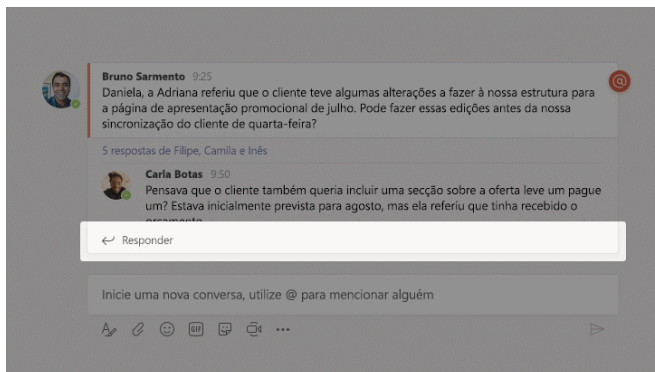 Bruno Sarmento 9:25
Daniela, a Adriana referiu que o cliente teve algumas alterações a fazer à nossa estrutura para
a página de apresentação promocional de julho. Pode fazer essas edições antes da nossa
sincronização do cliente de quarta-feira?
5 respostas de Filipe, Camila e Inês
Carla Botas 9:50
Pensava que o cliente também queria incluir uma secção sobre a oferta leve um pague
um? Estava inicialmente prevista para agosto, mas ela referiu que tinha recebido o
orçamento
Responder
Inicie uma nova conversa, utilize @ para mencionar alguém
GIF